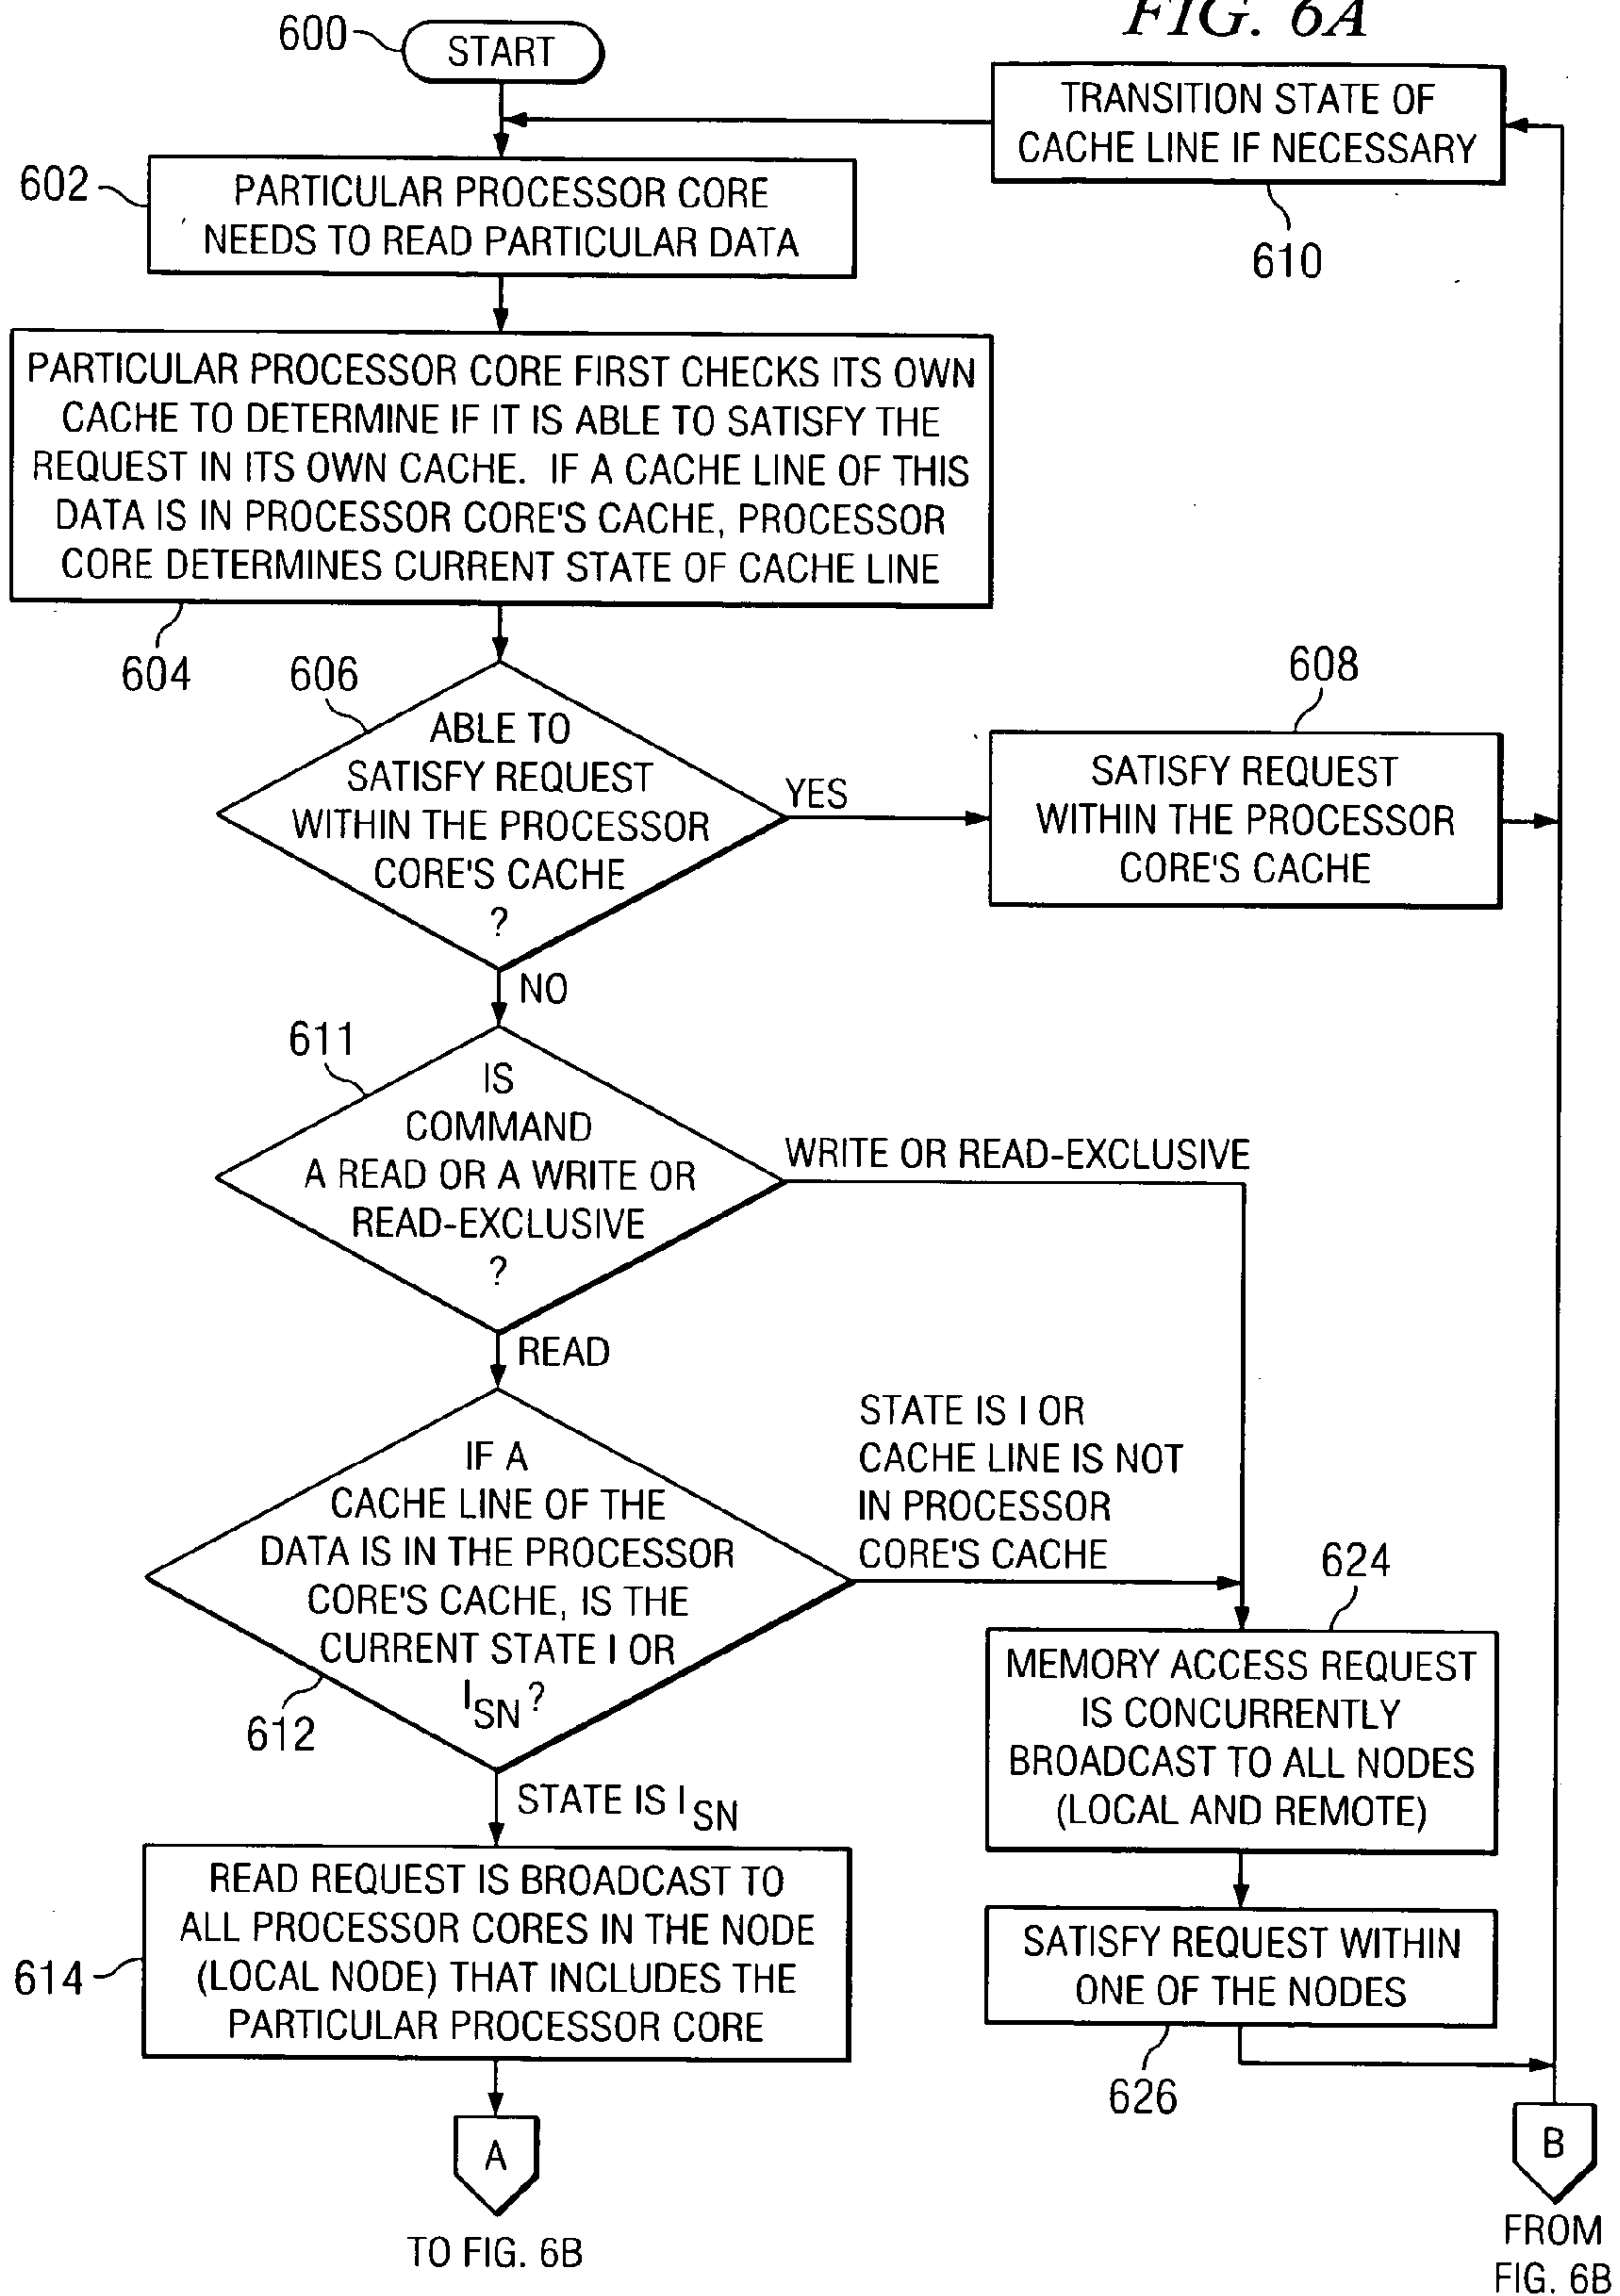 FIG. 6A
600
START
TRANSITION STATE OF
CACHE LINE IF NECESSARY
610
602
PARTICULAR PROCESSOR CORE
NEEDS TO READ PARTICULAR DATA
PARTICULAR PROCESSOR CORE FIRST CHECKS ITS OWN
CACHE TO DETERMINE IF IT IS ABLE TO SATISFY THE
REQUEST IN ITS OWN CACHE. IF A CACHE LINE OF THIS
DATA IS IN PROCESSOR CORE'S CACHE, PROCESSOR
CORE DETERMINES CURRENT STATE OF CACHE LINE
604
606
ABLE TO
SATISFY REQUEST
WITHIN THE PROCESSOR
CORE'S CACHE
?
YES
608
SATISFY REQUEST
WITHIN THE PROCESSOR
CORE'S CACHE
NO
611
IS
COMMAND
A READ OR A WRITE OR
READ-EXCLUSIVE
?
WRITE OR READ-EXCLUSIVE
READ
IF A
CACHE LINE OF THE
DATA IS IN THE PROCESSOR
CORE'S CACHE, IS THE
CURRENT STATE I OR
ISN ?
612
STATE IS I OR
CACHE LINE IS NOT
IN PROCESSOR
CORE'S CACHE
624
MEMORY ACCESS REQUEST
IS CONCURRENTLY
BROADCAST TO ALL NODES
(LOCAL AND REMOTE)
STATE IS ISN
READ REQUEST IS BROADCAST TO
ALL PROCESSOR CORES IN THE NODE
(LOCAL NODE) THAT INCLUDES THE
PARTICULAR PROCESSOR CORE
614
SATISFY REQUEST WITHIN
ONE OF THE NODES
626
A
TO FIG. 6B
B
FROM
FIG. 6B